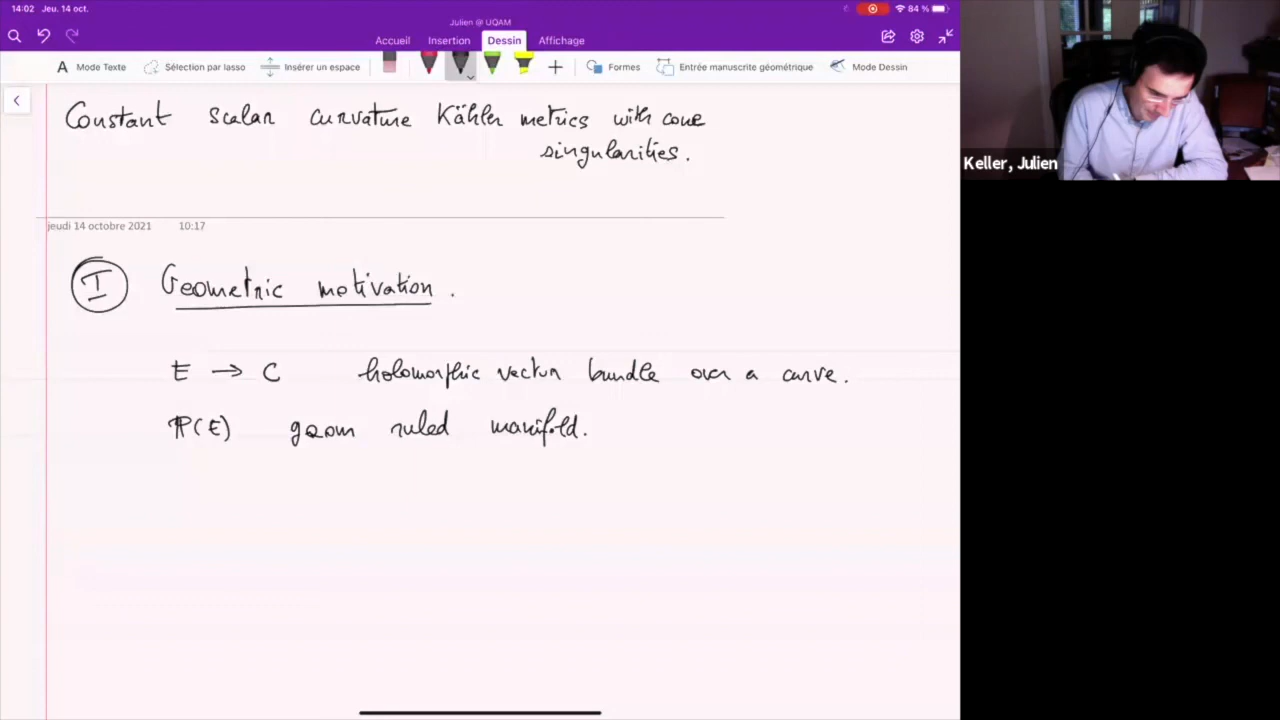 14:02 Jeu. 14 oct.
84 %
Julien @ UQAM
Accueil Insertion Dessin Affichage
A Mode Texte Sélection par lasso Insérer un espace Formes Entrée manuscrite géométrique Mode Dessin
Constant scalar curvature Kähler metrics with cone
singularities.
jeudi 14 octobre 2021 10:17
I Geometric motivation.
E → C holomorphic vector bundle over a curve.
ℙ(E) geom ruled manifold.
Keller, Julien